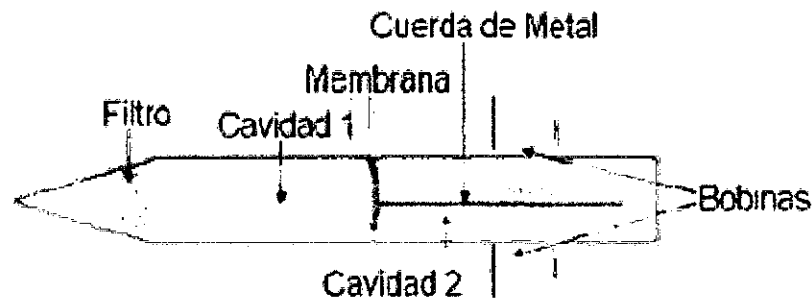 Cuerda de Metal
Membrana
Filtro
Cavidad 1
Bobinas
Cavidad 2